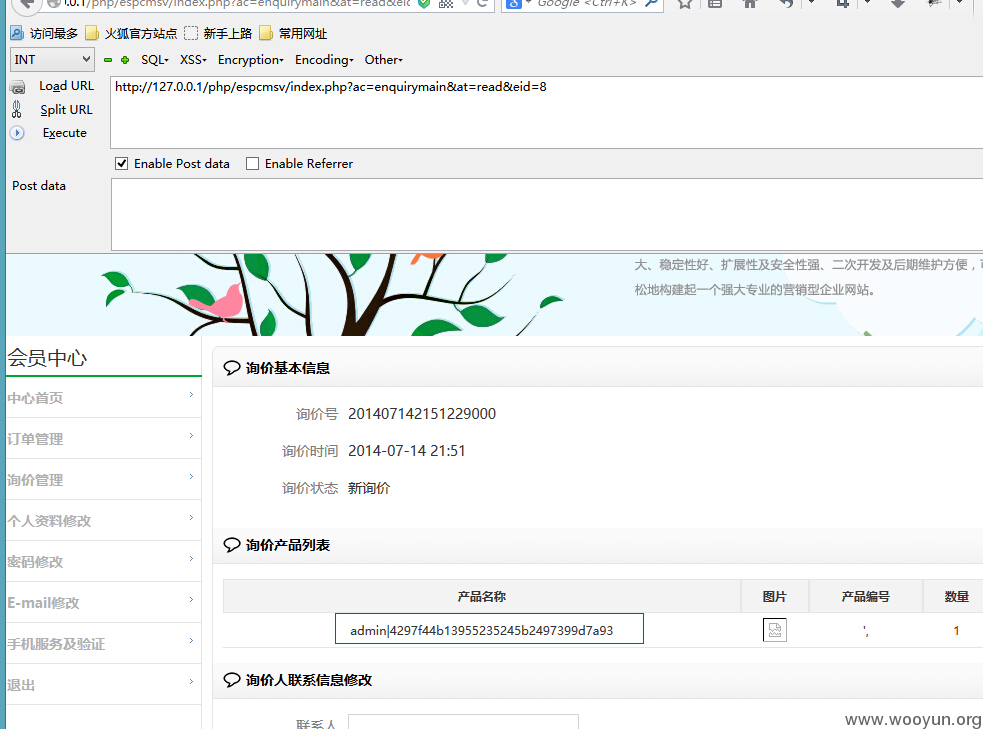 0.0.1/php/espcmsv/index.php?ac=enquirymain&at=read&eid
Google <Ctrl+K>
访问最多 火狐官方站点 新手上路 常用网址
INT SQL XSS Encryption Encoding Other
Load URL http://127.0.0.1/php/espcmsv/index.php?ac=enquirymain&at=read&eid=8
Split URL
Execute
Enable Post data Enable Referrer
Post data
大、稳定性好、扩展性及安全性强、二次开发及后期维护方便，可
松地构建起一个强大专业的营销型企业网站。
会员中心
中心首页
订单管理
询价管理
个人资料修改
密码修改
E-mail修改
手机服务及验证
退出
询价基本信息
询价号 201407142151229000
询价时间 2014-07-14 21:51
询价状态 新询价
询价产品列表
产品名称 图片 产品编号 数量
admin|4297f44b13955235245b2497399d7a93 ', 1
询价人联系信息修改
联系人
www.wooyun.org